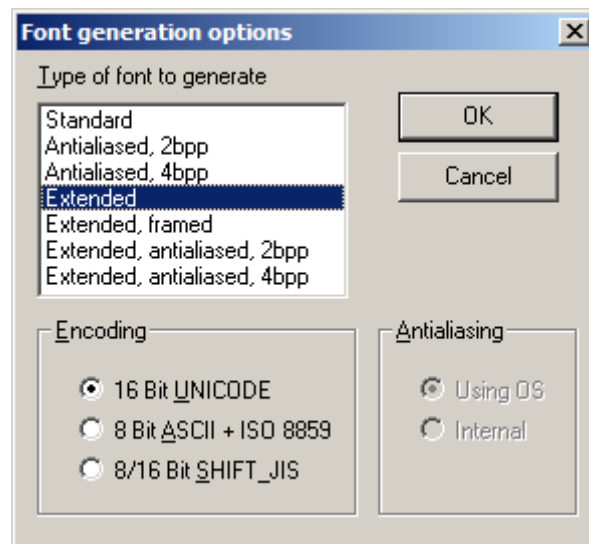 Font generation options
Type of font to generate
Standard
Antialiased, 2bpp
Antialiased, 4bpp
Extended
Extended, framed
Extended, antialiased, 2bpp
Extended, antialiased, 4bpp
OK
Cancel
Encoding
16 Bit UNICODE
8 Bit ASCII + ISO 8859
8/16 Bit SHIFT_JIS
Antialiasing
Using OS
Internal